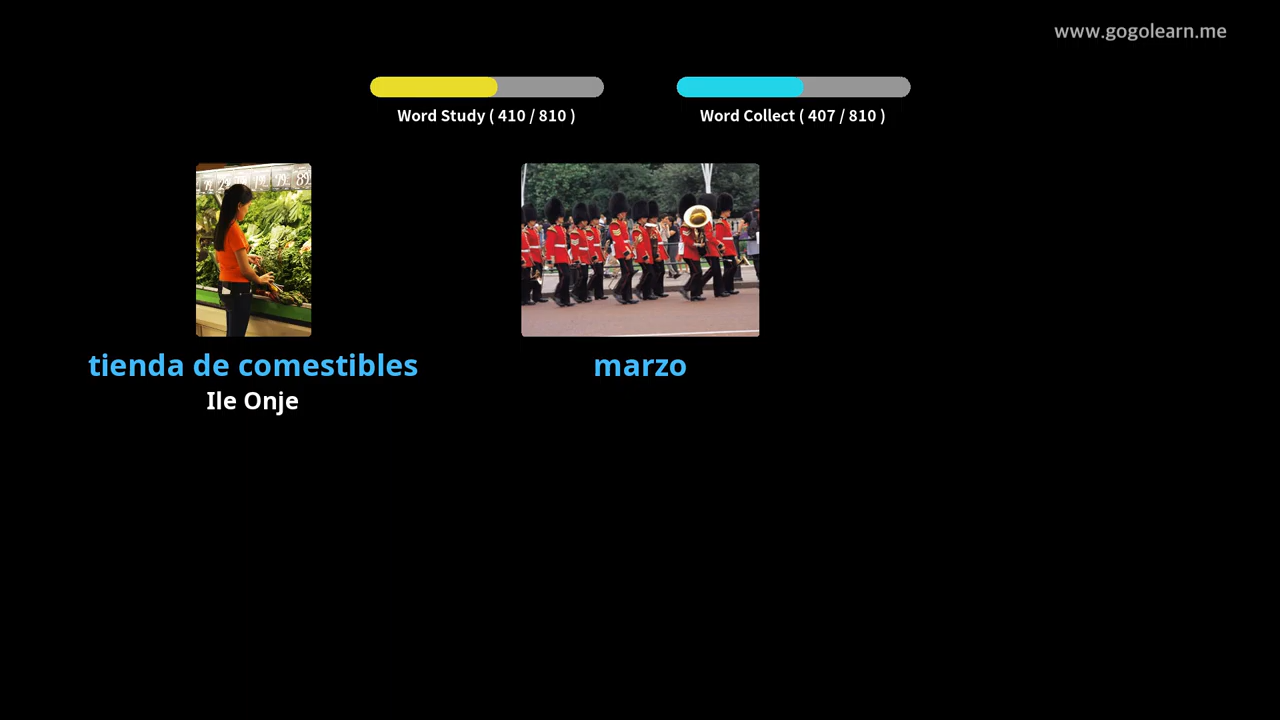 www.gogolearn.me
Word Study ( 410 / 810 )
Word Collect ( 407 / 810 )
tienda de comestibles
Ile Onje
marzo